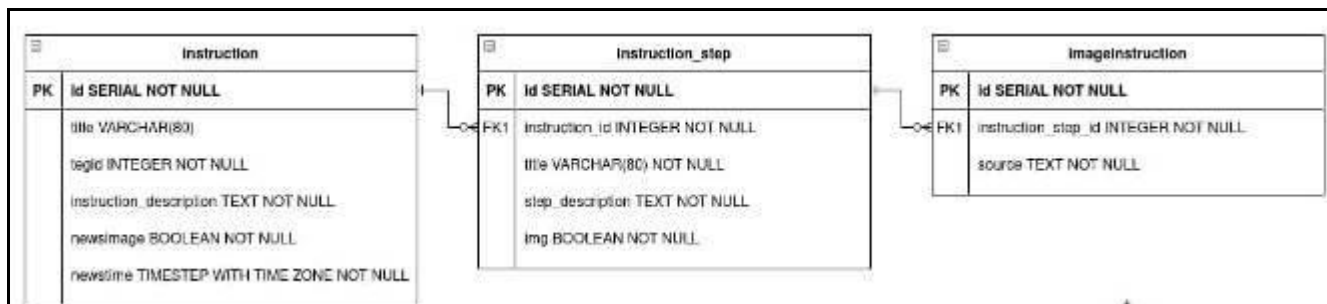 instruction
PK id SERIAL NOT NULL
title VARCHAR(80)
tegid INTEGER NOT NULL
instruction_description TEXT NOT NULL
newsimage BOOLEAN NOT NULL
newstime TIMESTEP WITH TIME ZONE NOT NULL
instruction_step
PK id SERIAL NOT NULL
FK1 instruction_id INTEGER NOT NULL
title VARCHAR(80) NOT NULL
step_description TEXT NOT NULL
img BOOLEAN NOT NULL
imageinstruction
PK id SERIAL NOT NULL
FK1 instruction_step_id INTEGER NOT NULL
source TEXT NOT NULL